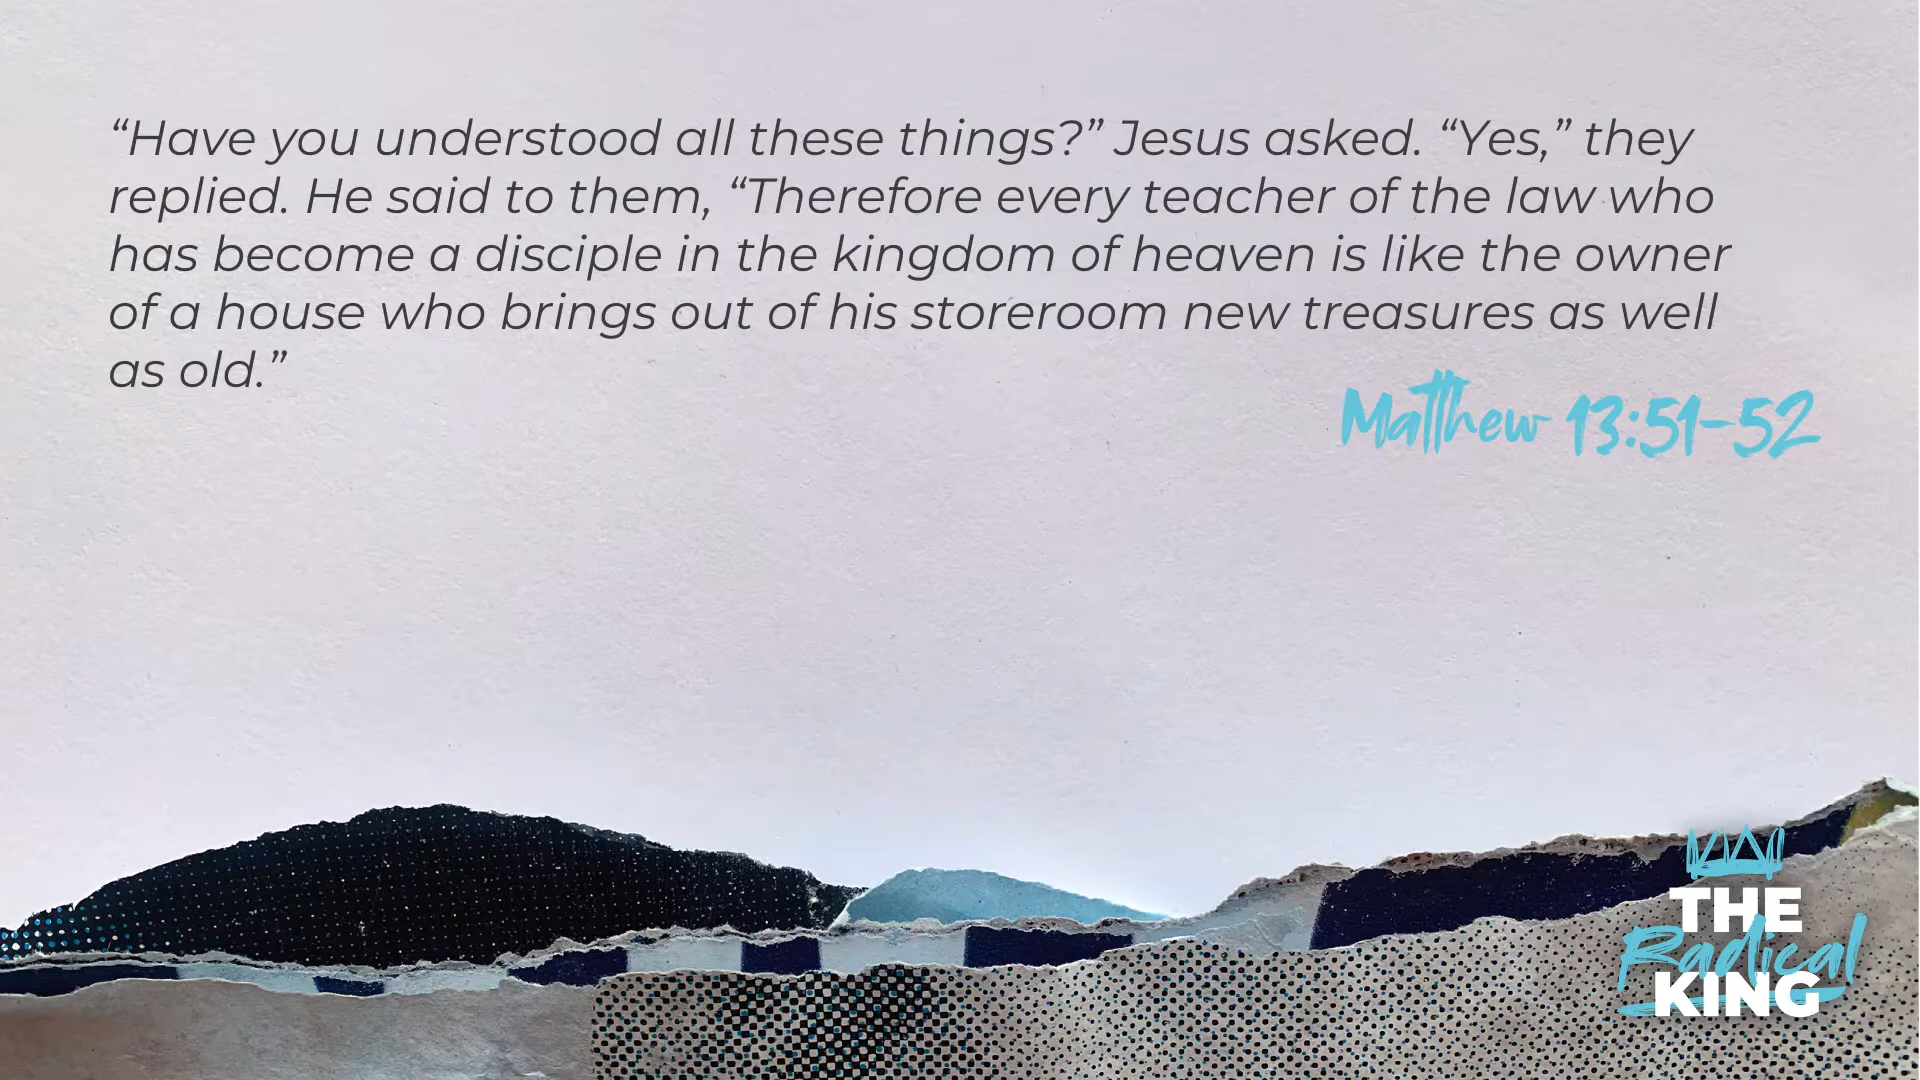 “Have you understood all these things?” Jesus asked. “Yes,” they
replied. He said to them, “Therefore every teacher of the law who
has become a disciple in the kingdom of heaven is like the owner
of a house who brings out of his storeroom new treasures as well
as old.”
Matthew 13:51-52
THE
Radical
KING